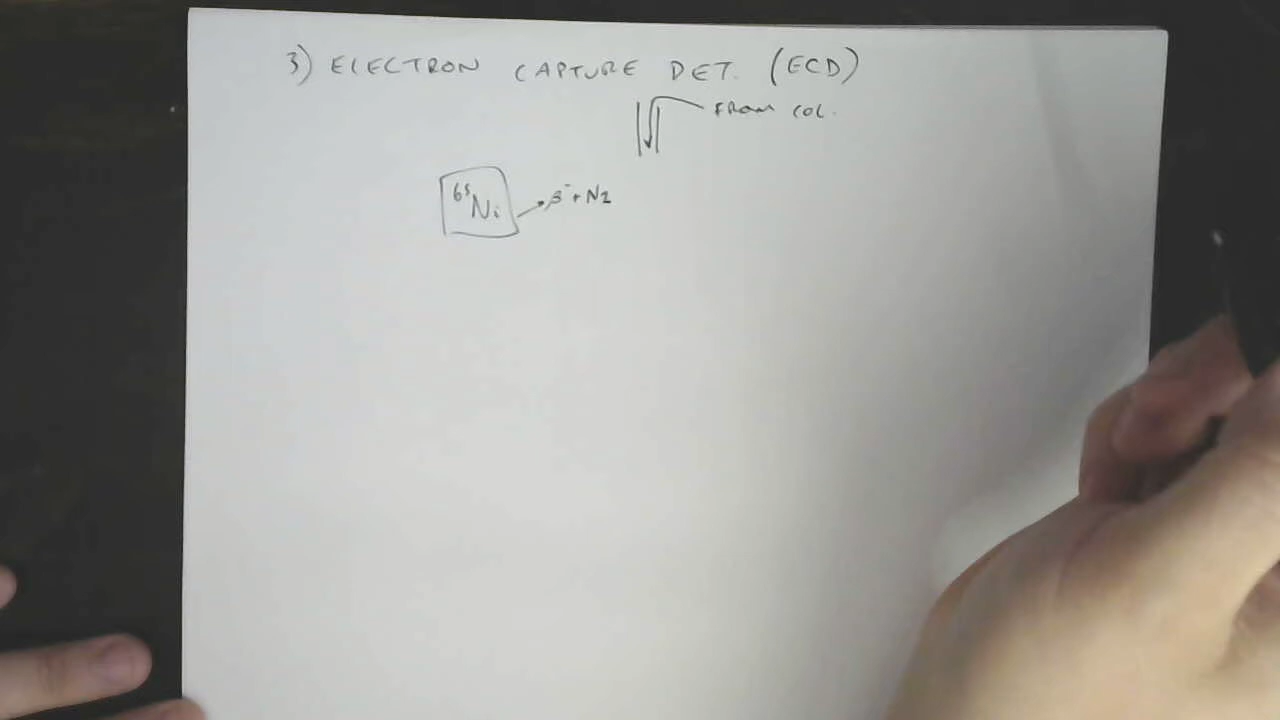 3) ELECTRON CAPTURE DET. (ECD)
FROM COL.
⁶³Ni → β⁻ + N2